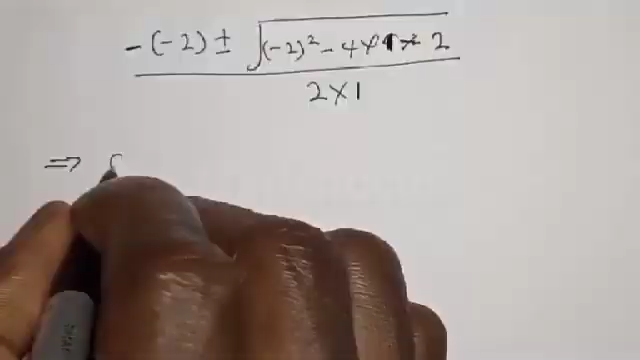 -(-2) ± √(-2)² - 4×1×2
2×1
⇒